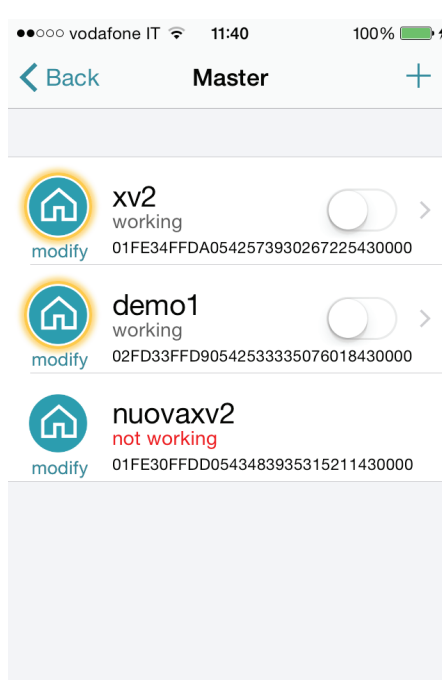 vodafone IT 11:40 100%
Back Master +
xv2
working
modify 01FE34FFDA0542573930267225430000
demo1
working
modify 02FD33FFD90542533335076018430000
nuovaxv2
not working
modify 01FE30FFDD0543483935315211430000